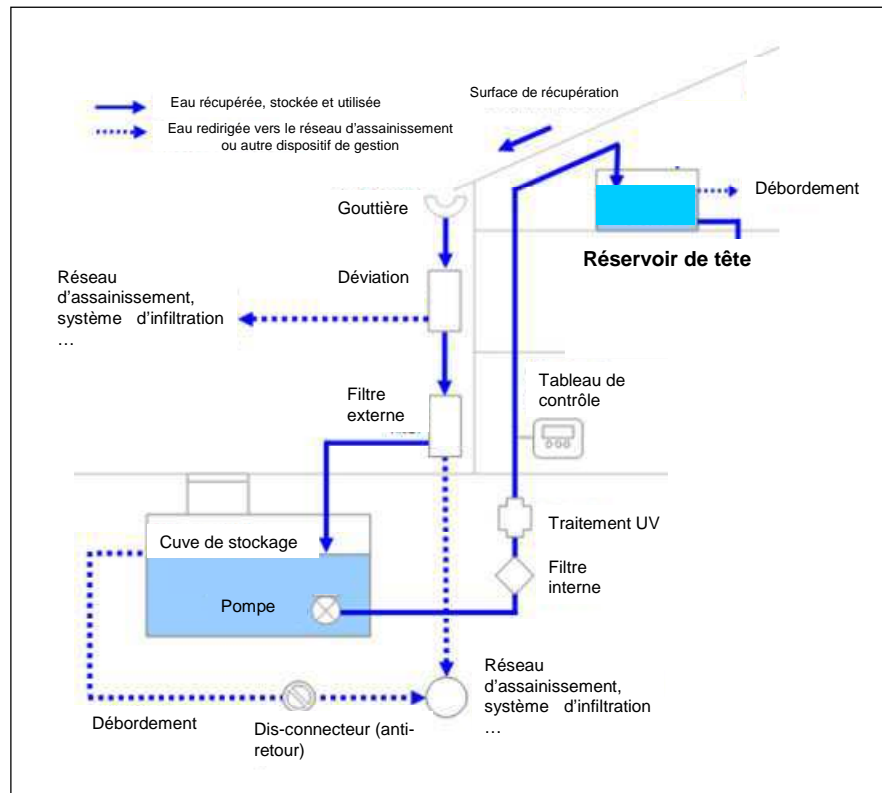 Surface de récupération
Eau récupérée, stockée et utilisée
Eau redirigée vers le réseau d'assainissement
ou autre dispositif de gestion
Débordement
Gouttière
Réservoir de tête
Déviation
Réseau
d'assainissement,
système d'infiltration
…
Tableau de
contrôle
Filtre
externe
Traitement UV
Cuve de stockage
Filtre
interne
Pompe
Réseau
d'assainissement,
système d'infiltration
…
Débordement
Dis-connecteur (anti-
retour)